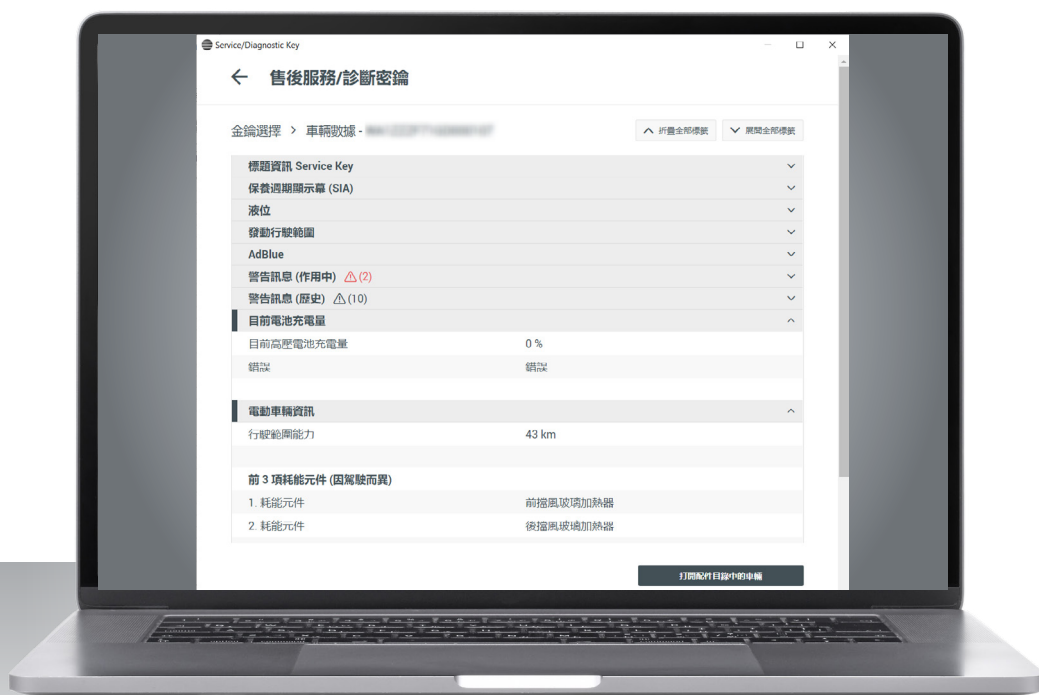 Service/Diagnostic Key
售後服務/診斷密鑰
金鑰選擇 > 車輛數據 -
折疊全部標籤
展開全部標籤
標題資訊 Service Key
保養週期顯示幕 (SIA)
液位
發動行駛範圍
AdBlue
警告訊息 (作用中) (2)
警告訊息 (歷史) (10)
目前電池充電量
目前高壓電池充電量 0 %
錯誤 錯誤
電動車輛資訊
行駛範圍能力 43 km
前 3 項耗能元件 (因駕駛而異)
1. 耗能元件 前擋風玻璃加熱器
2. 耗能元件 後擋風玻璃加熱器
打開配件目錄中的車輛